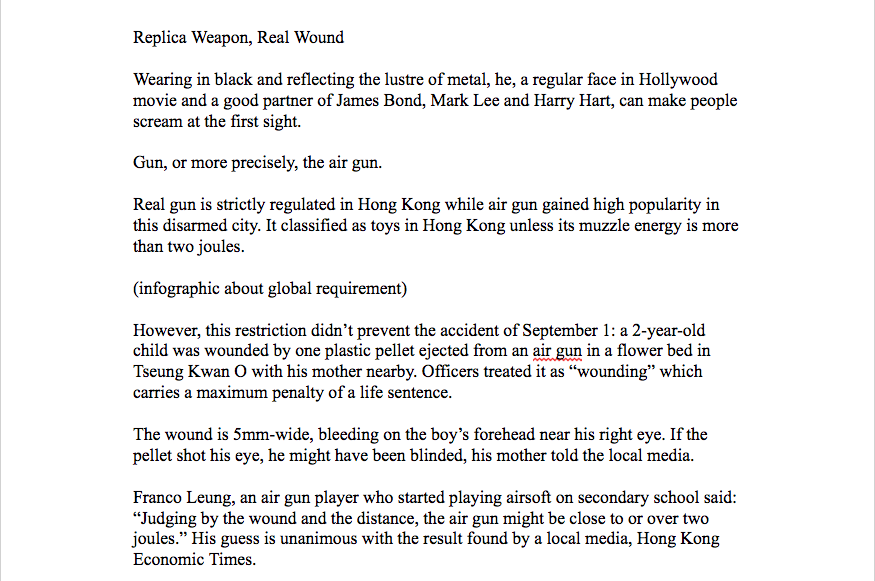 Replica Weapon, Real Wound
Wearing in black and reflecting the lustre of metal, he, a regular face in Hollywood
movie and a good partner of James Bond, Mark Lee and Harry Hart, can make people
scream at the first sight.
Gun, or more precisely, the air gun.
Real gun is strictly regulated in Hong Kong while air gun gained high popularity in
this disarmed city. It classified as toys in Hong Kong unless its muzzle energy is more
than two joules.
(infographic about global requirement)
However, this restriction didn’t prevent the accident of September 1: a 2-year-old
child was wounded by one plastic pellet ejected from an air gun in a flower bed in
Tseung Kwan O with his mother nearby. Officers treated it as “wounding” which
carries a maximum penalty of a life sentence.
The wound is 5mm-wide, bleeding on the boy’s forehead near his right eye. If the
pellet shot his eye, he might have been blinded, his mother told the local media.
Franco Leung, an air gun player who started playing airsoft on secondary school said:
“Judging by the wound and the distance, the air gun might be close to or over two
joules.” His guess is unanimous with the result found by a local media, Hong Kong
Economic Times.